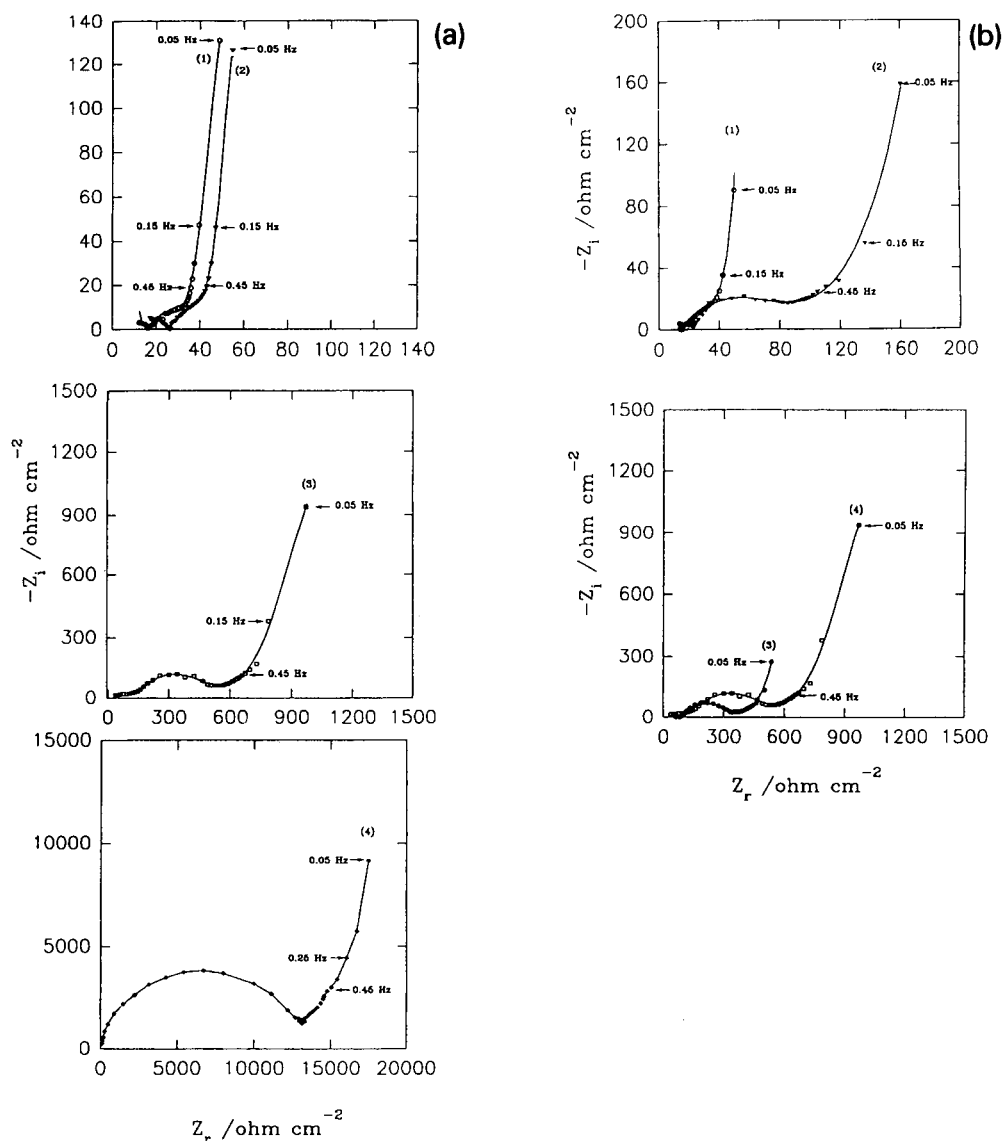 (a)
140
120
100
80
60
40
20
0
0.05 Hz
0.05 Hz
(1)
(2)
0.15 Hz
0.15 Hz
0.45 Hz
0.45 Hz
0 20 40 60 80 100 120 140
(b)
-Z i /ohm cm -2
200
160
120
80
40
0
(2)
0.05 Hz
(1)
0.05 Hz
0.15 Hz
0.15 Hz
0.45 Hz
0 40 80 120 160 200
-Z i /ohm cm -2
1500
1200
900
600
300
0
(3)
0.05 Hz
0.15 Hz
0.45 Hz
0 300 600 900 1200 1500
-Z i /ohm cm -2
1500
1200
900
600
300
0
(4)
0.05 Hz
(3)
0.05 Hz
0.45 Hz
0 300 600 900 1200 1500
Z r /ohm cm -2
15000
10000
5000
0
(4)
0.05 Hz
0.25 Hz
0.45 Hz
0 5000 10000 15000 20000
Z r /ohm cm -2